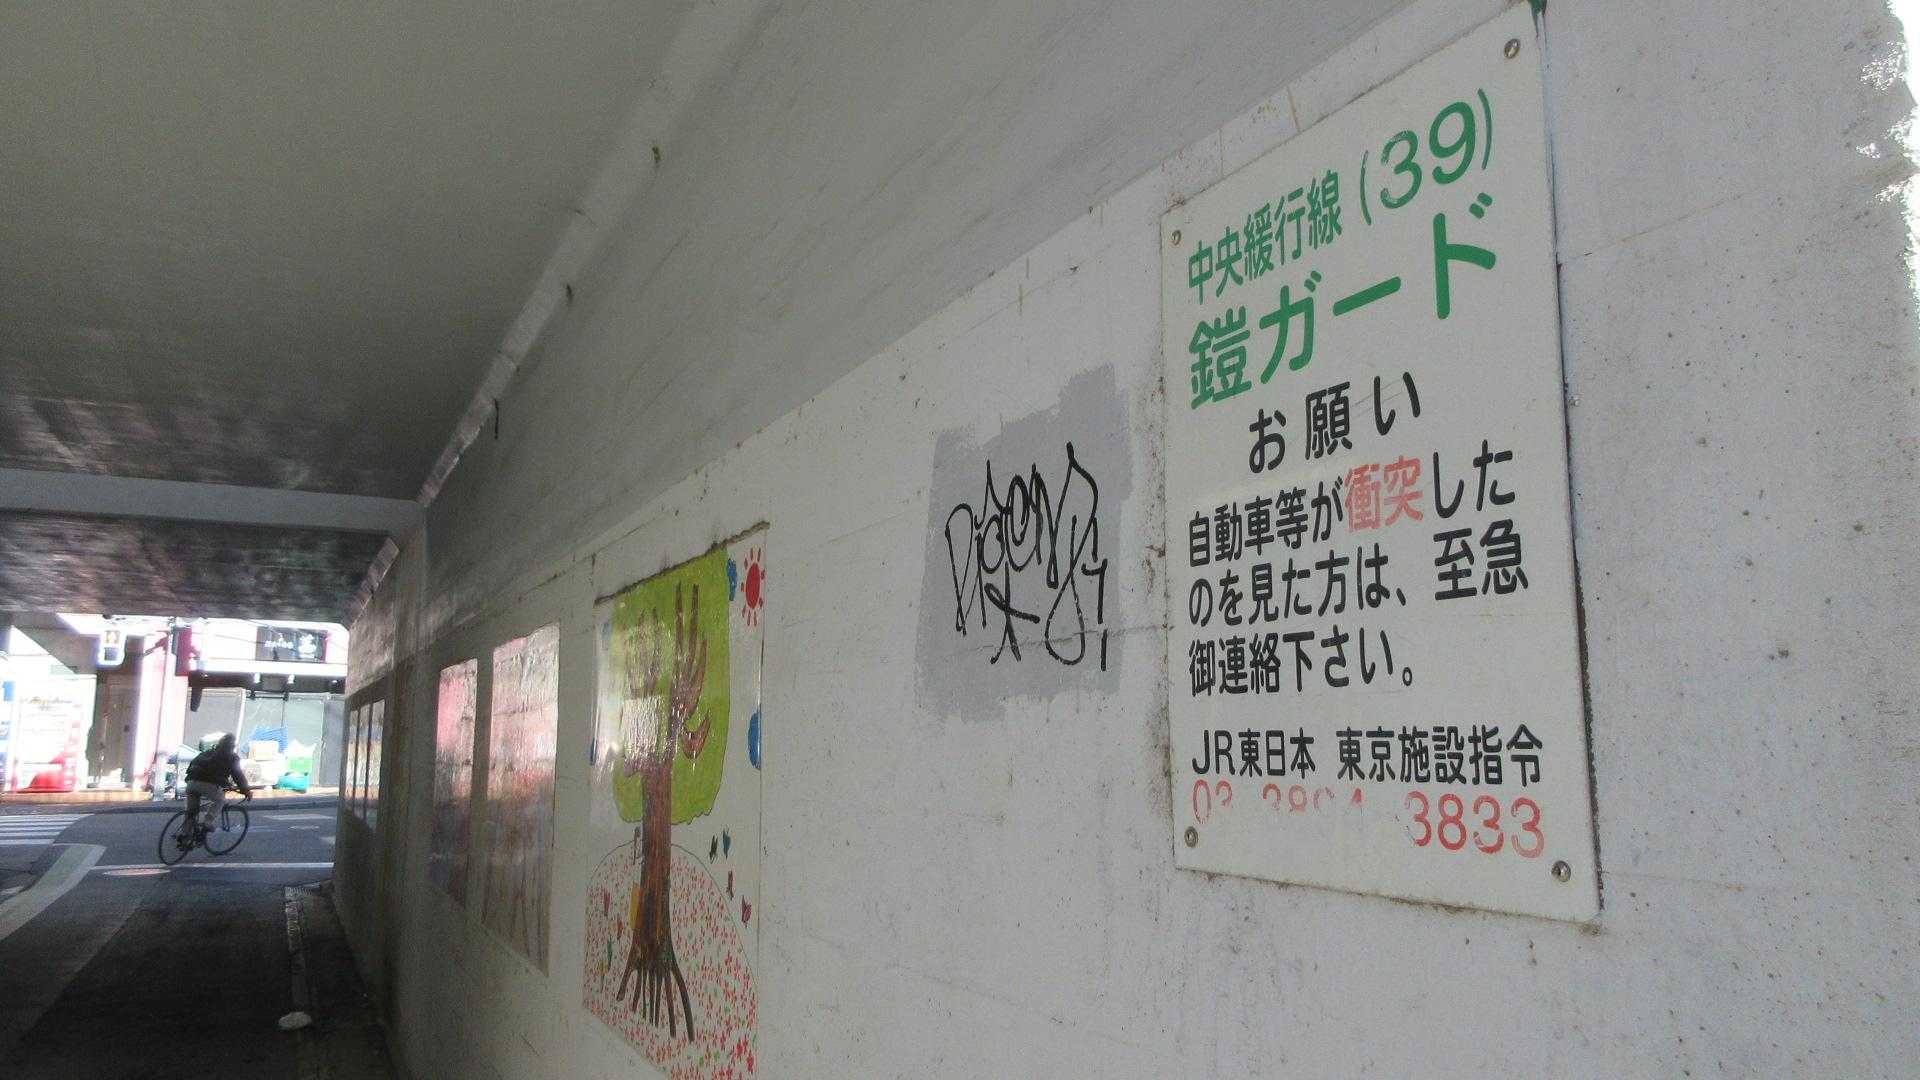 中央緩行線(39)
鎧ガード
お願い
自動車等が衝突した
のを見た方は、至急
御連絡下さい。
JR東日本 東京施設指令
03 3833